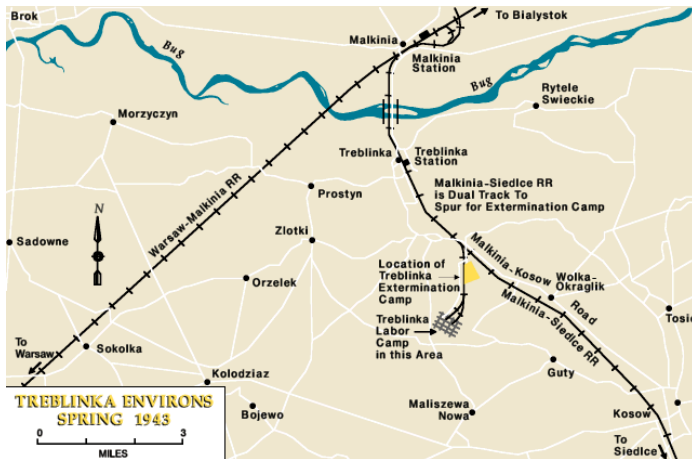 Brok
To Bialystok
Malkinia
Malkinia
Station
Bug
Bug
Rytele
Swieckie
Morzyczyn
Treblinka
Treblinka
Station
Malkinia-Siedlce RR
is Dual Track To
Spur for Extermination Camp
Prostyn
Warsaw-Malkinia RR
N
Zlotki
Sadowne
Malkinia-Kosow
Road
Location of
Treblinka
Extermination
Camp
Wolka-
Okraglik
Orzelek
Malkinia-Siedlce RR
Treblinka
Labor
Camp
in this Area
Tosie
To
Warsaw
Sokolka
Guty
Kolodziaz
Bojewo
Maliszewa
Nowa
Kosow
To
Siedlce
TREBLINKA ENVIRONS
SPRING 1943
0 3
MILES